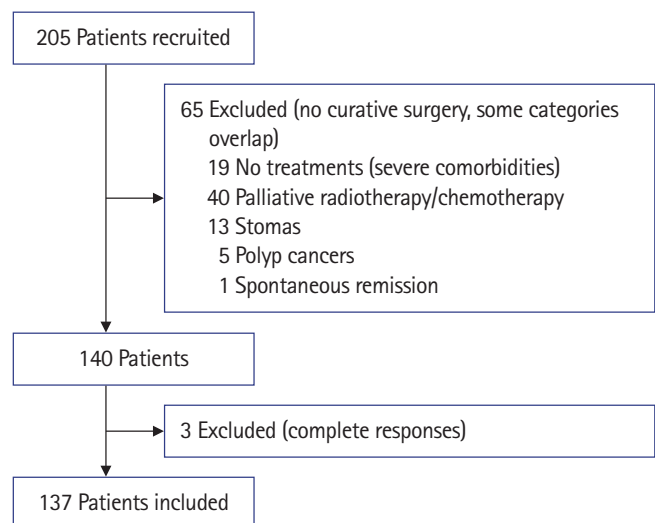 205 Patients recruited
65 Excluded (no curative surgery, some categories
overlap)
19 No treatments (severe comorbidities)
40 Palliative radiotherapy/chemotherapy
13 Stomas
5 Polyp cancers
1 Spontaneous remission
140 Patients
3 Excluded (complete responses)
137 Patients included